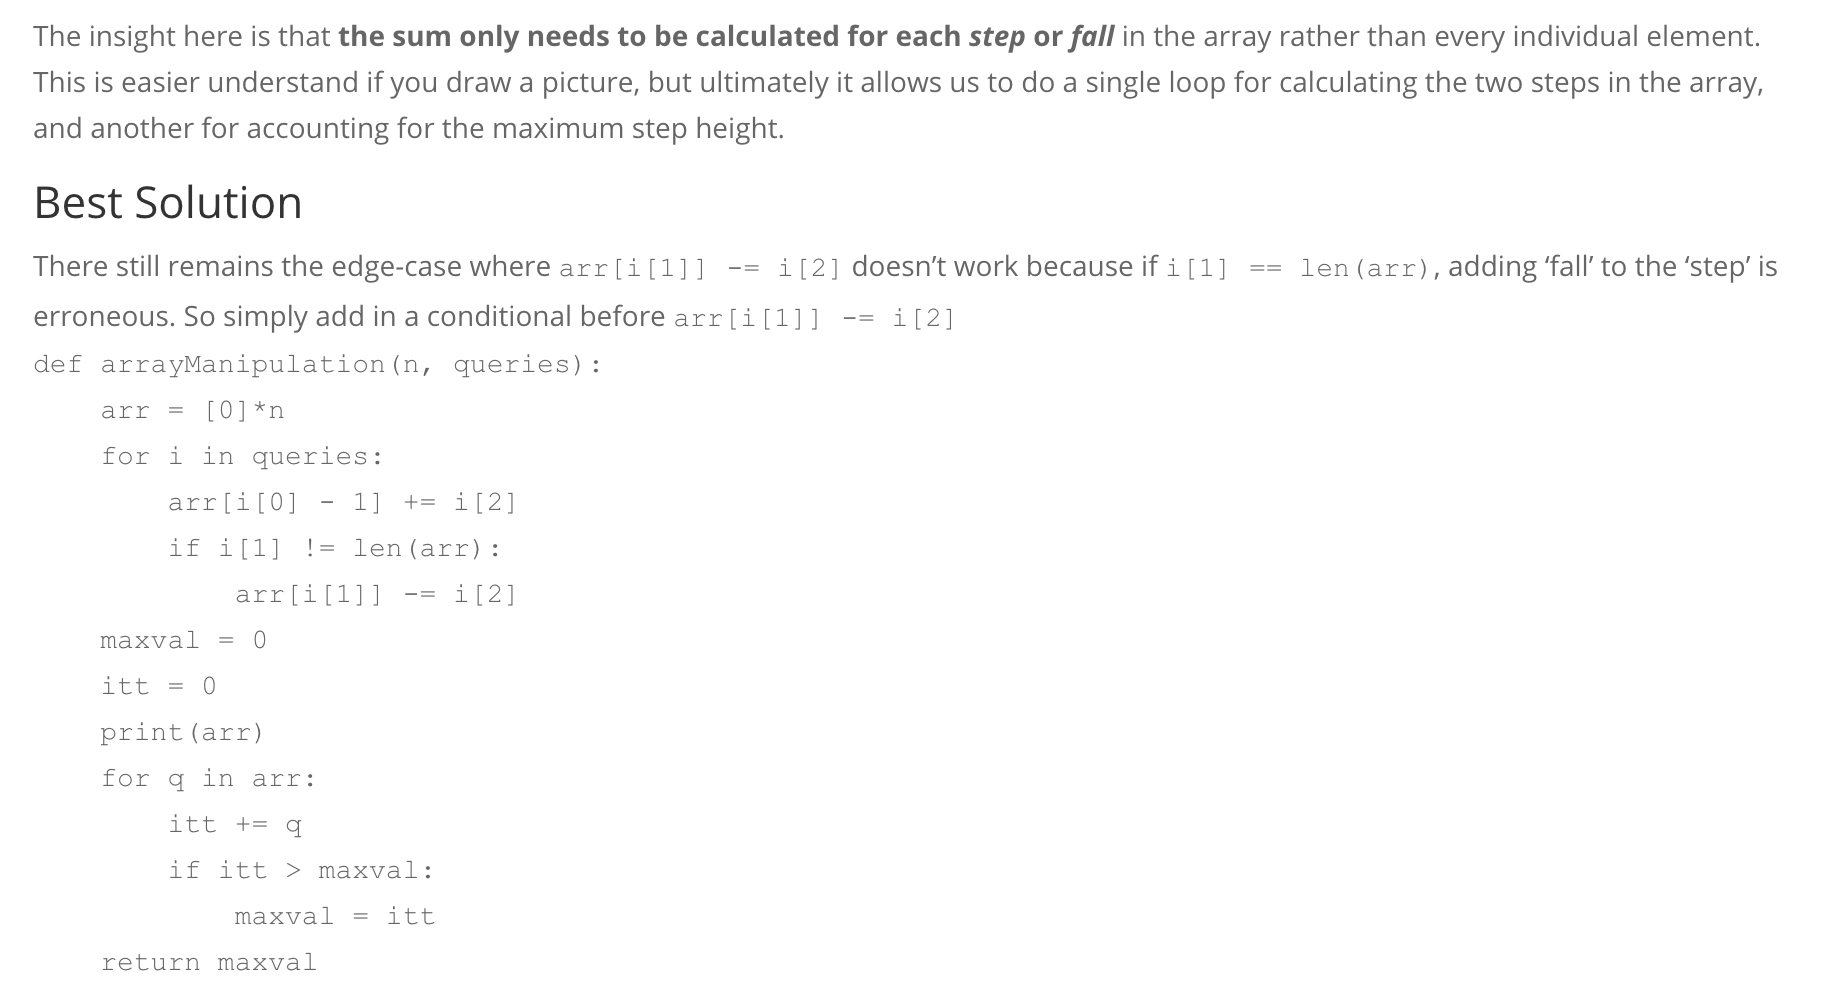 The insight here is that the sum only needs to be calculated for each step or fall in the array rather than every individual element.
This is easier understand if you draw a picture, but ultimately it allows us to do a single loop for calculating the two steps in the array,
and another for accounting for the maximum step height.
Best Solution
There still remains the edge-case where arr[i[1]] -= i[2] doesn’t work because if i[1] == len(arr), adding ‘fall’ to the ‘step’ is
erroneous. So simply add in a conditional before arr[i[1]] -= i[2]
def arrayManipulation(n, queries):
    arr = [0]*n
    for i in queries:
        arr[i[0] - 1] += i[2]
        if i[1] != len(arr):
            arr[i[1]] -= i[2]
    maxval = 0
    itt = 0
    print(arr)
    for q in arr:
        itt += q
        if itt > maxval:
            maxval = itt
    return maxval